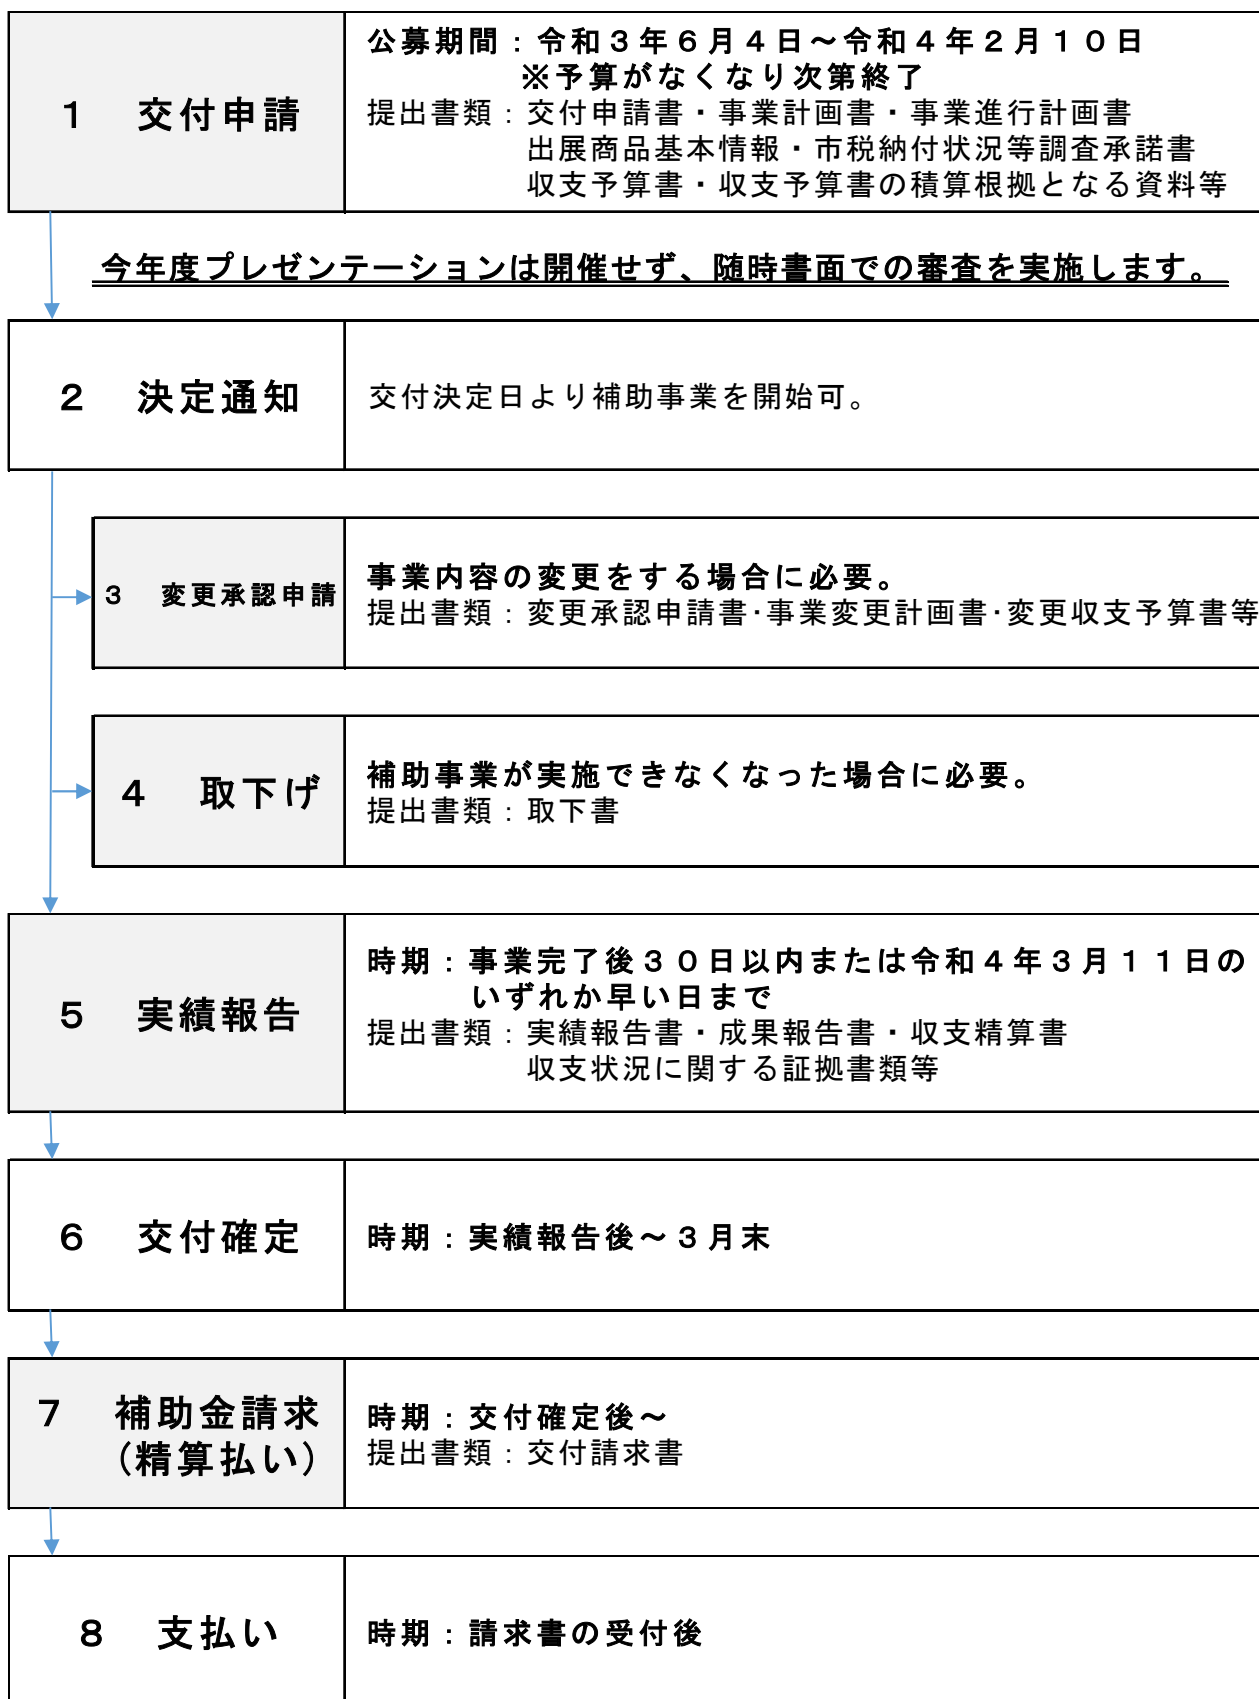 １　交付申請
公募期間：令和３年６月４日～令和４年２月１０日
※予算がなくなり次第終了
提出書類：交付申請書・事業計画書・事業進行計画書
出展商品基本情報・市税納付状況等調査承諾書
収支予算書・収支予算書の積算根拠となる資料等
今年度プレゼンテーションは開催せず、随時書面での審査を実施します。
２　決定通知
交付決定日より補助事業を開始可。
３　変更承認申請
事業内容の変更をする場合に必要。
提出書類：変更承認申請書・事業変更計画書・変更収支予算書等
４　取下げ
補助事業が実施できなくなった場合に必要。
提出書類：取下書
５　実績報告
時期：事業完了後３０日以内または令和４年３月１１日の
いずれか早い日まで
提出書類：実績報告書・成果報告書・収支精算書
収支状況に関する証拠書類等
６　交付確定
時期：実績報告後～３月末
７　補助金請求
（精算払い）
時期：交付確定後～
提出書類：交付請求書
８　支払い
時期：請求書の受付後